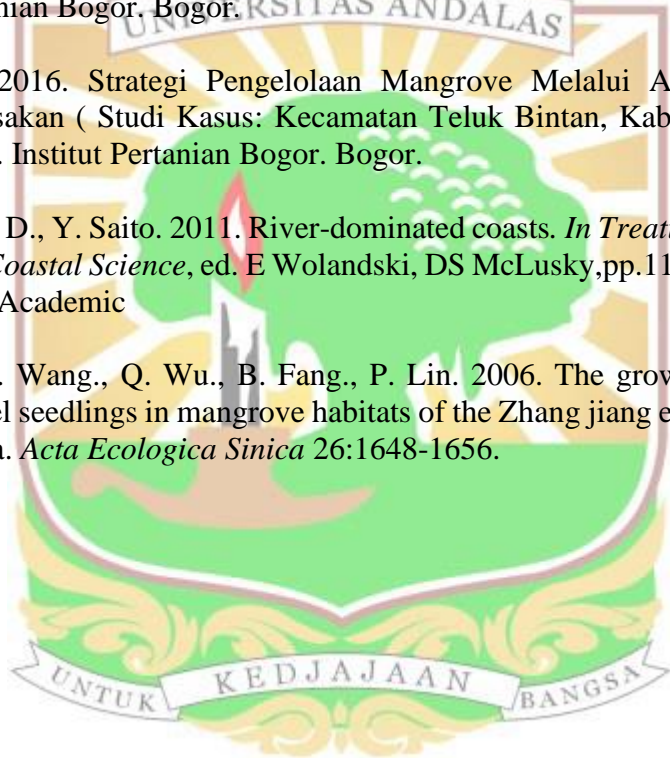 nian Bogor. Bogor.
UNIVERSITAS ANDALAS
2016. Strategi Pengelolaan Mangrove Melalui A
sakan ( Studi Kasus: Kecamatan Teluk Bintan, Kab
. Institut Pertanian Bogor. Bogor.
D., Y. Saito. 2011. River-dominated coasts. In Treati
Coastal Science, ed. E Wolandski, DS McLusky,pp.11
Academic
. Wang., Q. Wu., B. Fang., P. Lin. 2006. The grow
el seedlings in mangrove habitats of the Zhang jiang e
a. Acta Ecologica Sinica 26:1648-1656.
UNTUK KEDJAJAAN BANGSA